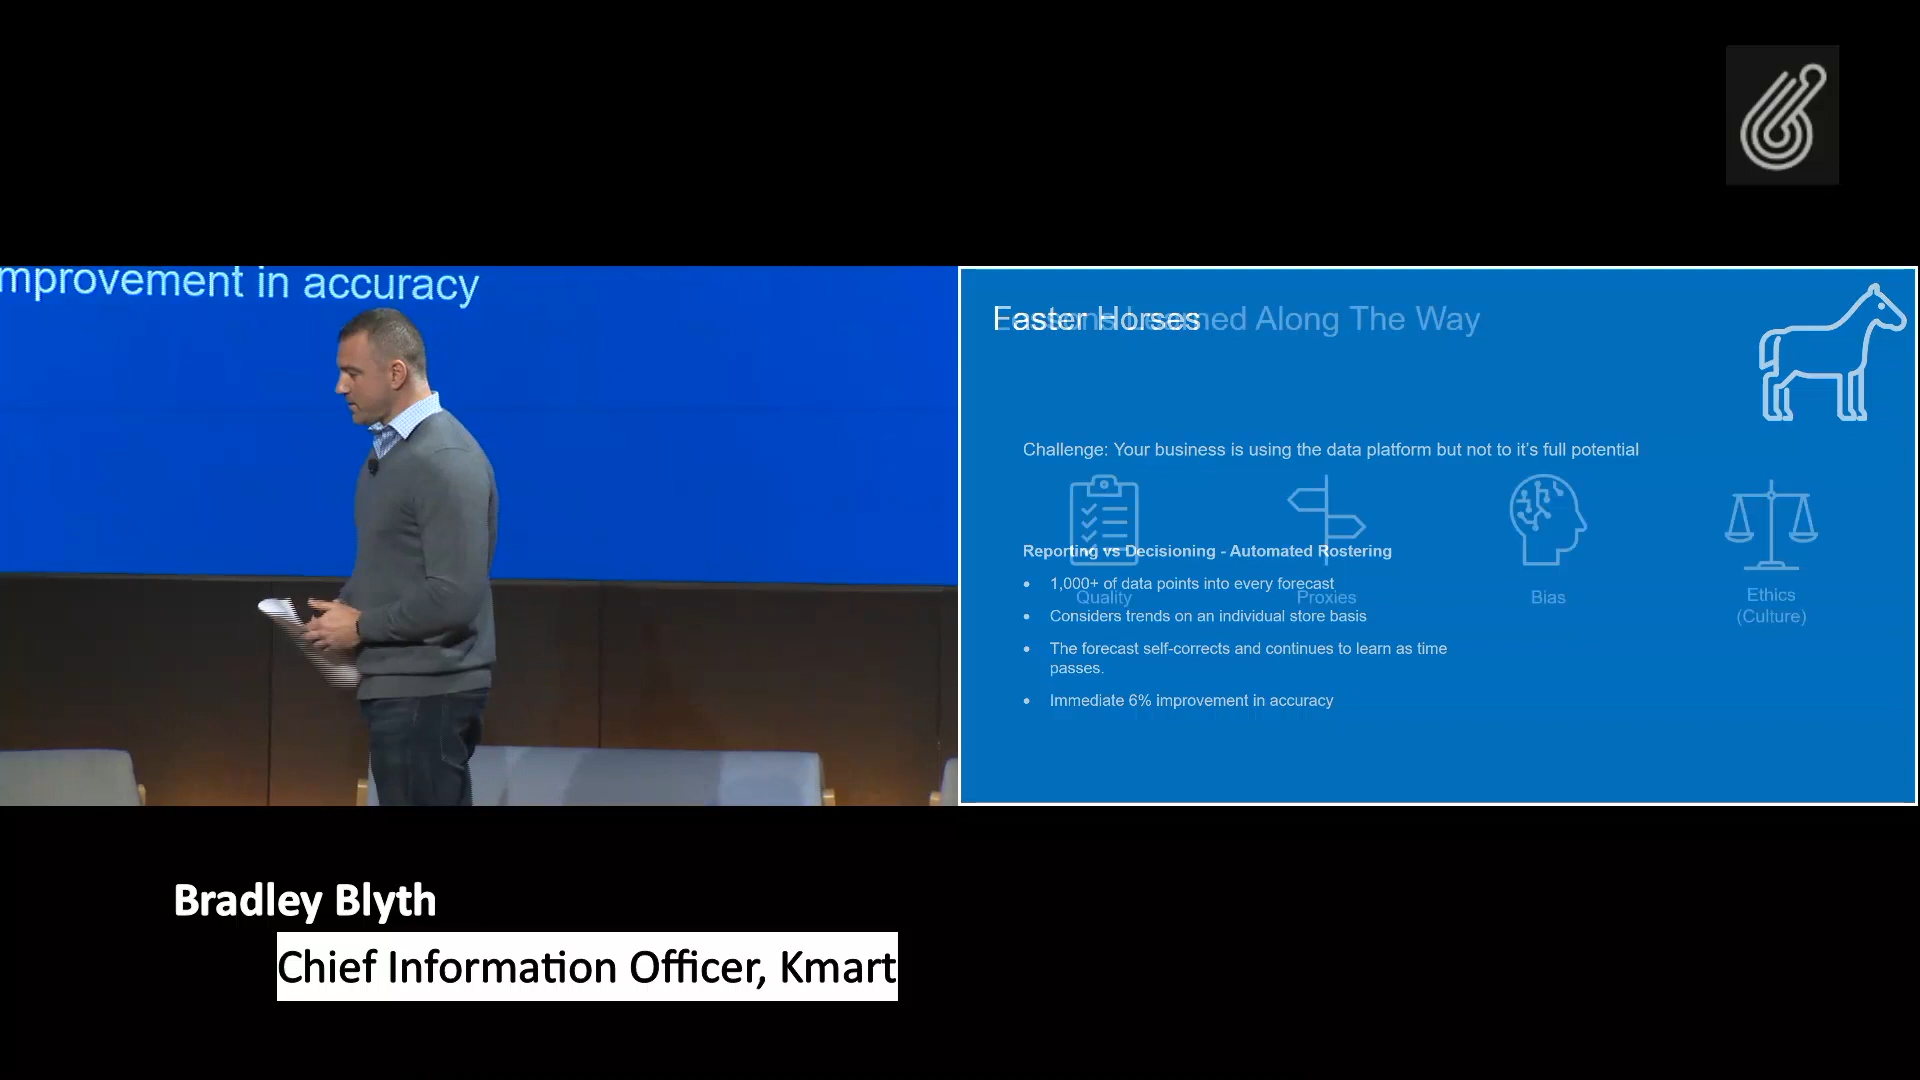 mprovement in accuracy
Easter Horses
Lessons Learned Along The Way
Challenge: Your business is using the data platform but not to it’s full potential
Reporting vs Decisioning - Automated Rostering
• 1,000+ of data points into every forecast
Quality
Proxies
Bias
Ethics
(Culture)
• Considers trends on an individual store basis
• The forecast self-corrects and continues to learn as time
passes.
• Immediate 6% improvement in accuracy
Bradley Blyth
Chief Information Officer, Kmart